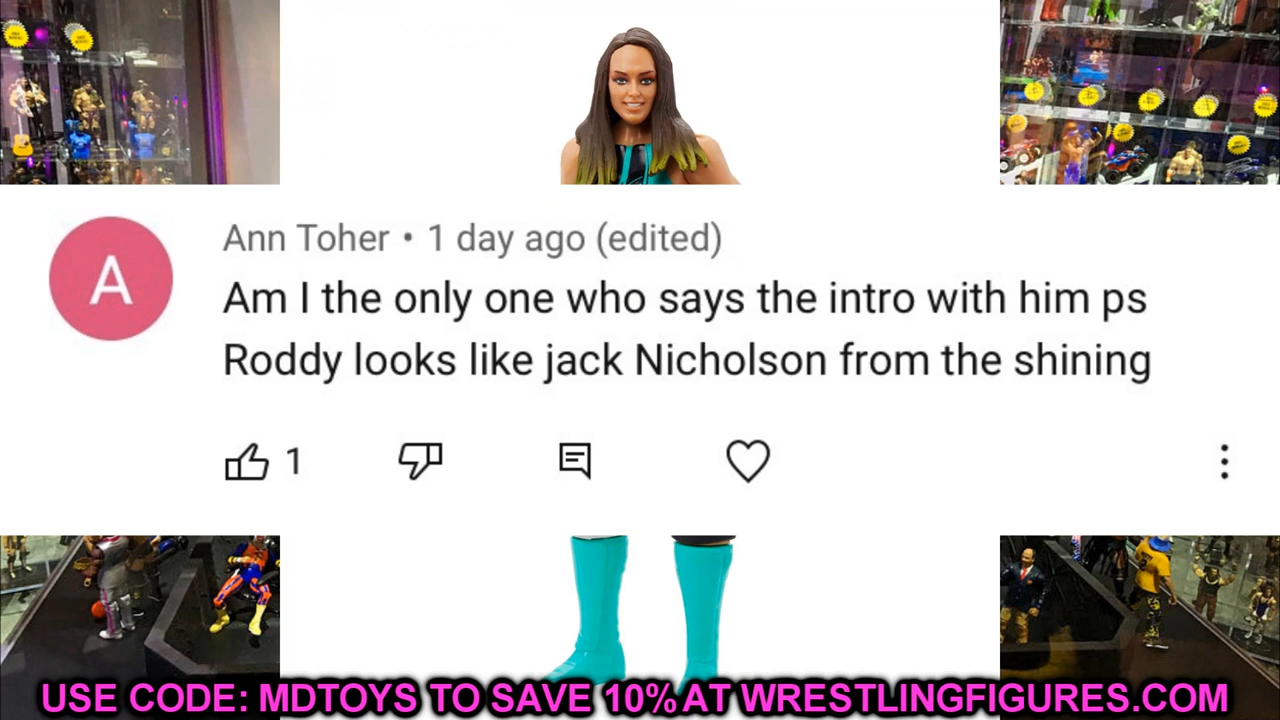 Ann Toher • 1 day ago (edited)
Am I the only one who says the intro with him ps
Roddy looks like jack Nicholson from the shining
A
1
USE CODE: MDTOYS TO SAVE 10% AT WRESTLINGFIGURES.COM